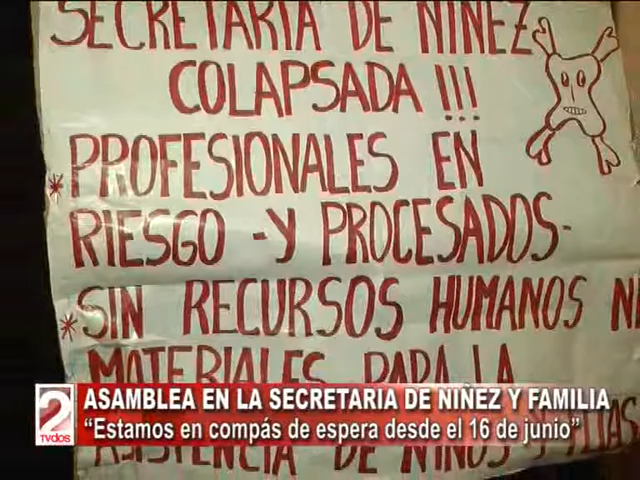 SECRETARIA DE NIÑEZ
COLAPSADA !!!
* PROFESIONALES EN
RIESGO -Y PROCESADOS-
* SIN RECURSOS HUMANOS NI
MATERIALES PARA LA
ASISTENCIA DE NIÑOS Y FLIAS
2
TVDOS
ASAMBLEA EN LA SECRETARIA DE NIÑEZ Y FAMILIA
“Estamos en compás de espera desde el 16 de junio”